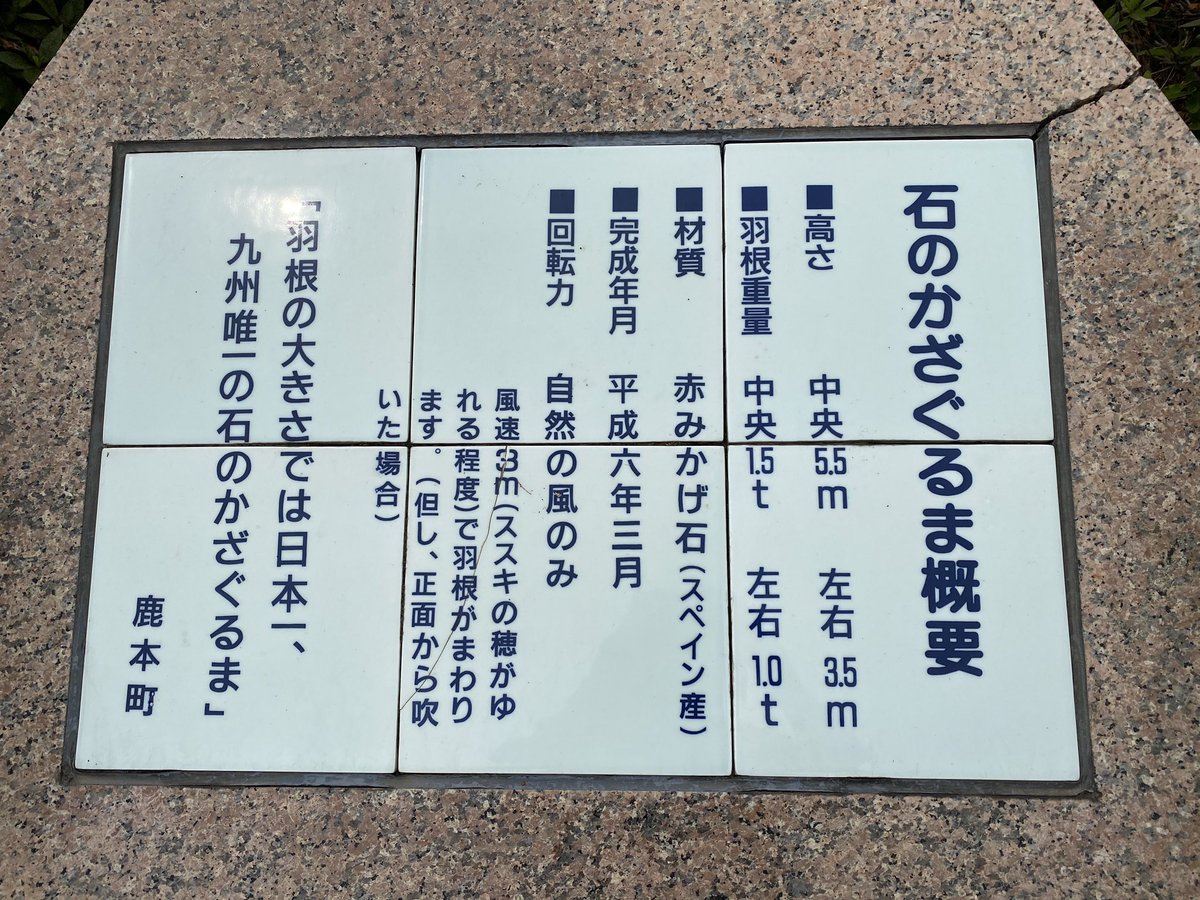 石のかざぐるま概要
■高さ 中央5.5m 左右3.5m
■羽根重量 中央1.5t 左右1.0t
■材質 赤みかげ石(スペイン産)
■完成年月 平成六年三月
■回転力 自然の風のみ
風速3m(ススキの穂がゆ
れる程度)で羽根がまわり
ます。(但し、正面から吹
いた場合)
「羽根の大きさでは日本一、
九州唯一の石のかざぐるま」
鹿本町